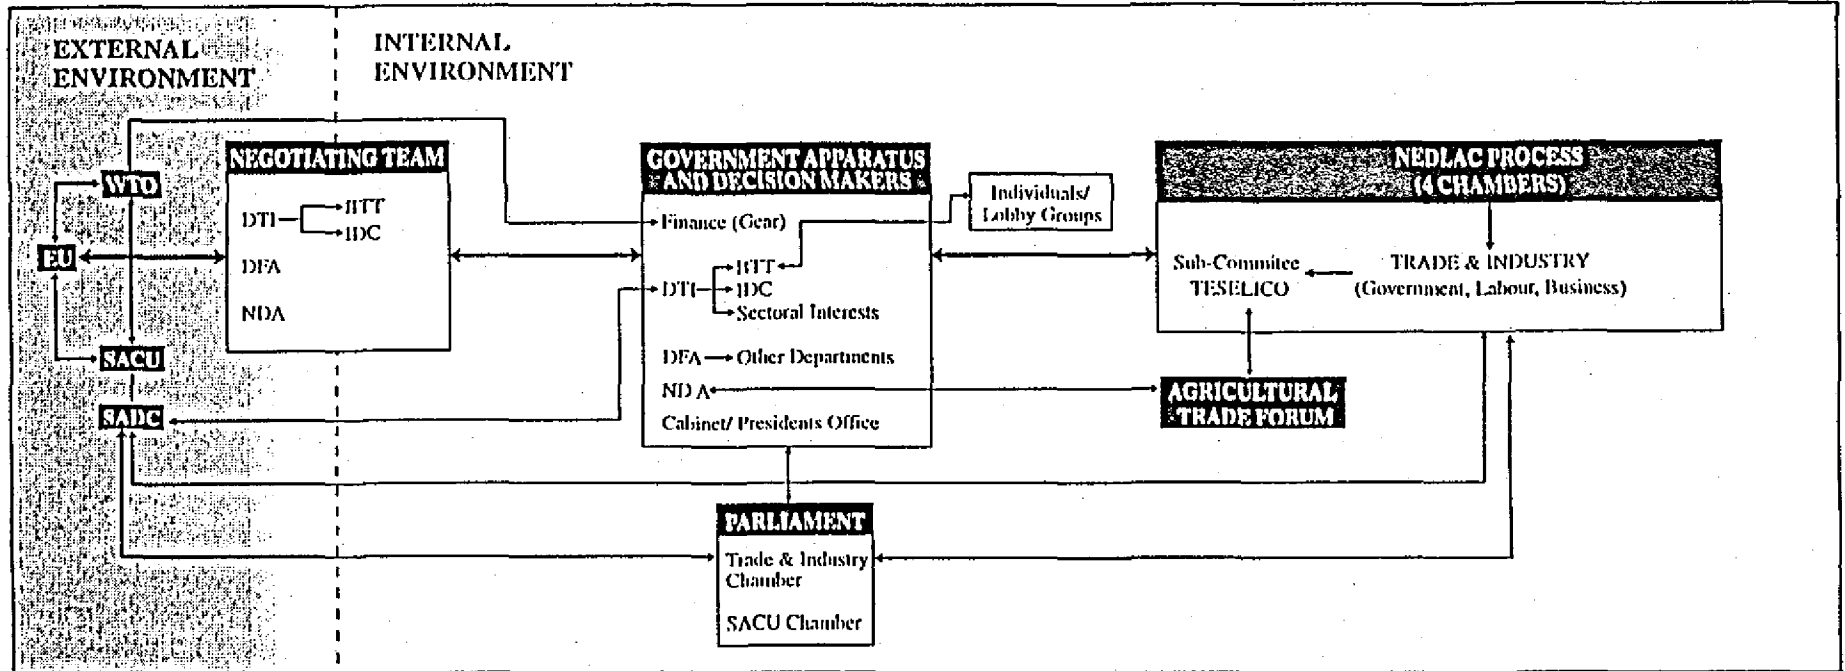 EXTERNAL
ENVIRONMENT
INTERNAL
ENVIRONMENT
WTO
EU
SACU
SADC
NEGOTIATING TEAM
DTI
BTT
IDC
DFA
NDA
GOVERNMENT APPARATUS
AND DECISION MAKERS
Finance (Gear)
DTI
BTT
IDC
Sectoral Interests
DFA
Other Departments
NDA
Cabinet/ Presidents Office
Individuals/
Lobby Groups
NEDLAC PROCESS
(4 CHAMBERS)
Sub-Commitee
TESELICO
TRADE & INDUSTRY
(Government, Labour, Business)
AGRICULTURAL
TRADE FORUM
PARLIAMENT
Trade & Industry
Chamber
SACU Chamber